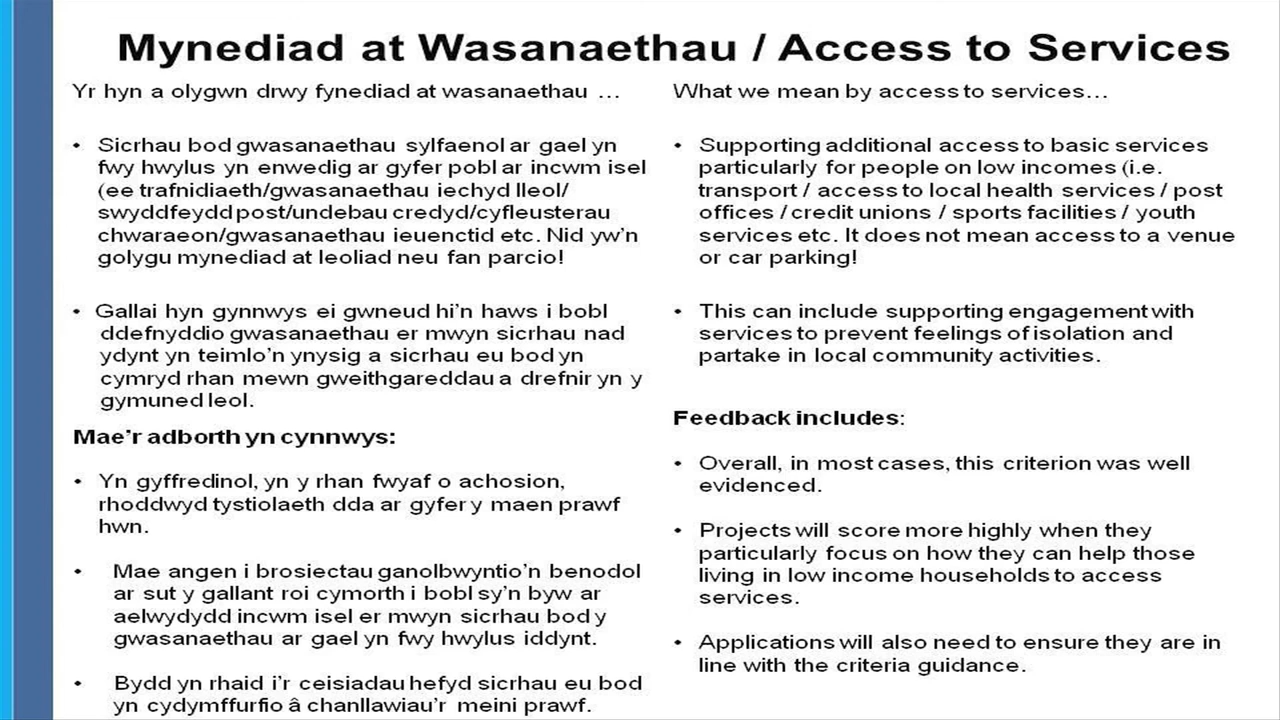 Mynediad at Wasanaethau / Access to Services
Yr hyn a olygwn drwy fynediad at wasanaethau …
• Sicrhau bod gwasanaethau sylfaenol ar gael yn
fwy hwylus yn enwedig ar gyfer pobl ar incwm isel
(ee trafnidiaeth/gwasanaethau iechyd lleol/
swyddfeydd post/undebau credyd/cyfleusterau
chwaraeon/gwasanaethau ieuenctid etc. Nid yw’n
golygu mynediad at leoliad neu fan parcio!
• Gallai hyn gynnwys ei gwneud hi’n haws i bobl
ddefnyddio gwasanaethau er mwyn sicrhau nad
ydynt yn teimlo’n ynysig a sicrhau eu bod yn
cymryd rhan mewn gweithgareddau a drefnir yn y
gymuned leol.
Mae’r adborth yn cynnwys:
• Yn gyffredinol, yn y rhan fwyaf o achosion,
rhoddwyd tystiolaeth dda ar gyfer y maen prawf
hwn.
• Mae angen i brosiectau ganolbwyntio’n benodol
ar sut y gallant roi cymorth i bobl sy’n byw ar
aelwydydd incwm isel er mwyn sicrhau bod y
gwasanaethau ar gael yn fwy hwylus iddynt.
• Bydd yn rhaid i’r ceisiadau hefyd sicrhau eu bod
yn cydymffurfio â chanllawiau’r meini prawf.
What we mean by access to services…
• Supporting additional access to basic services
particularly for people on low incomes (i.e.
transport / access to local health services / post
offices / credit unions / sports facilities / youth
services etc. It does not mean access to a venue
or car parking!
• This can include supporting engagement with
services to prevent feelings of isolation and
partake in local community activities.
Feedback includes:
• Overall, in most cases, this criterion was well
evidenced.
• Projects will score more highly when they
particularly focus on how they can help those
living in low income households to access
services.
• Applications will also need to ensure they are in
line with the criteria guidance.